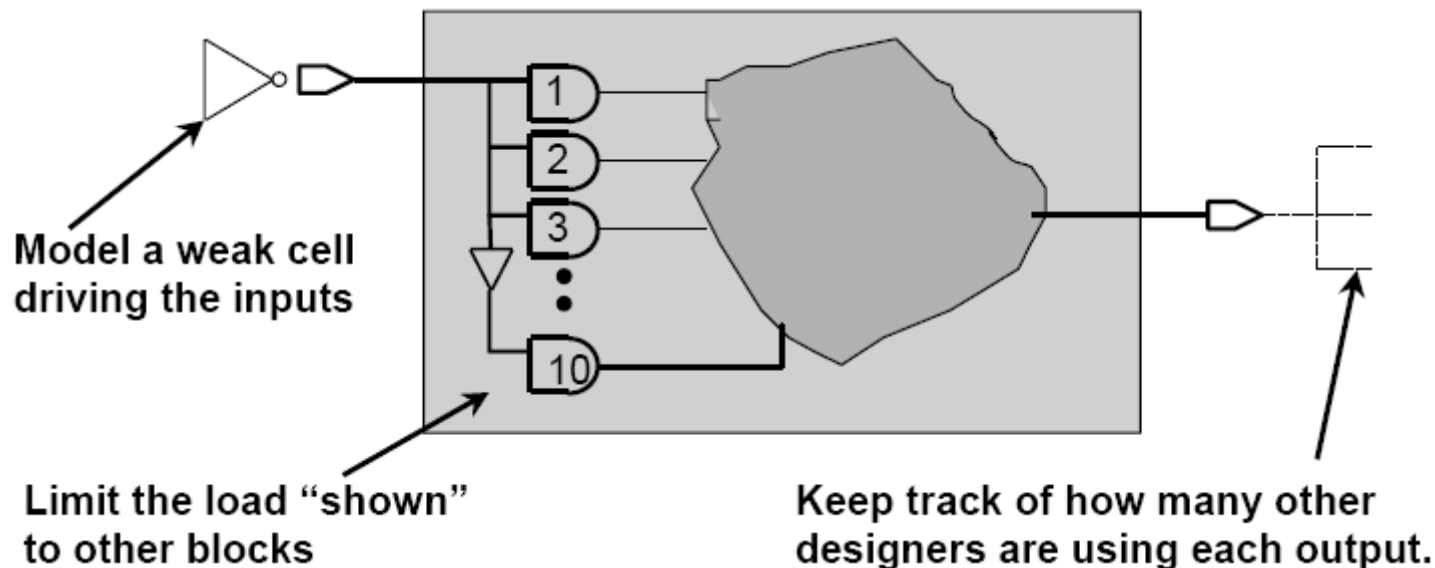 1
2
3
10
Model a weak cell
driving the inputs
Limit the load “shown”
to other blocks
Keep track of how many other
designers are using each output.